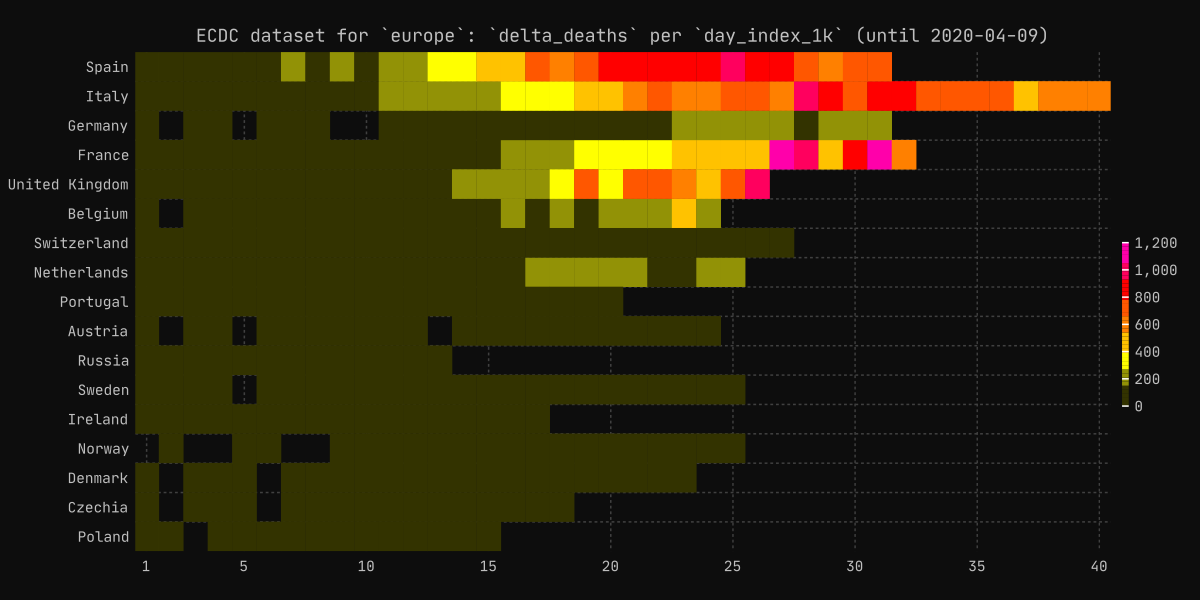 ECDC dataset for `europe`: `delta_deaths` per `day_index_1k` (until 2020-04-09)
Spain
Italy
Germany
France
United Kingdom
Belgium
Switzerland
Netherlands
Portugal
Austria
Russia
Sweden
Ireland
Norway
Denmark
Czechia
Poland
1 5 10 15 20 25 30 35 40
1,200
1,000
800
600
400
200
0